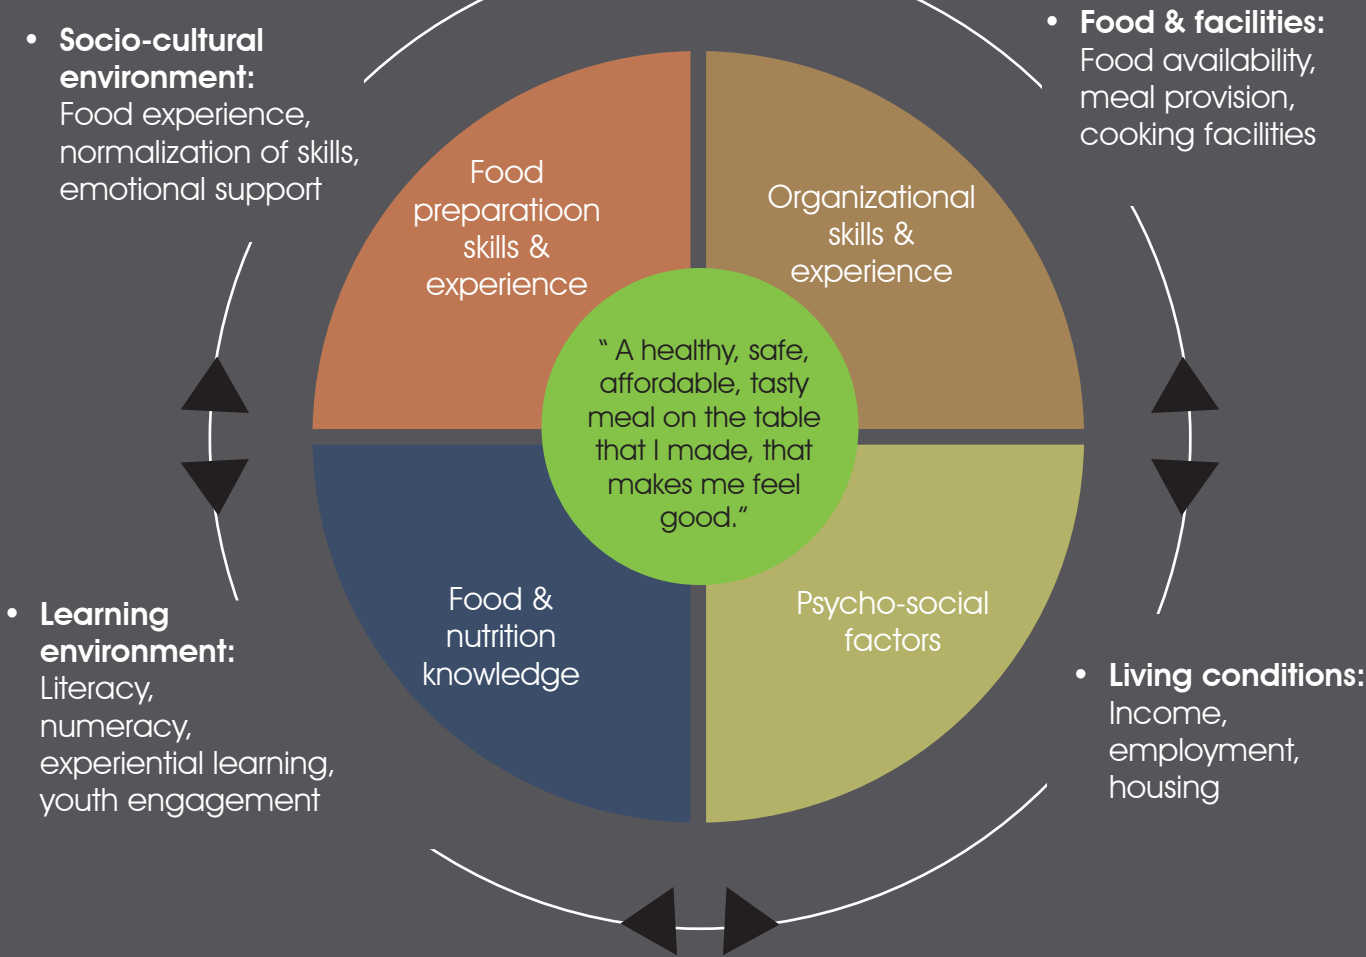 • Socio-cultural
environment:
Food experience,
normalization of skills,
emotional support
• Food & facilities:
Food availability,
meal provision,
cooking facilities
Food
preparatioon
skills &
experience
Organizational
skills &
experience
“ A healthy, safe,
affordable, tasty
meal on the table
that I made, that
makes me feel
good.”
Food &
nutrition
knowledge
Psycho-social
factors
• Learning
environment:
Literacy,
numeracy,
experiential learning,
youth engagement
• Living conditions:
Income,
employment,
housing